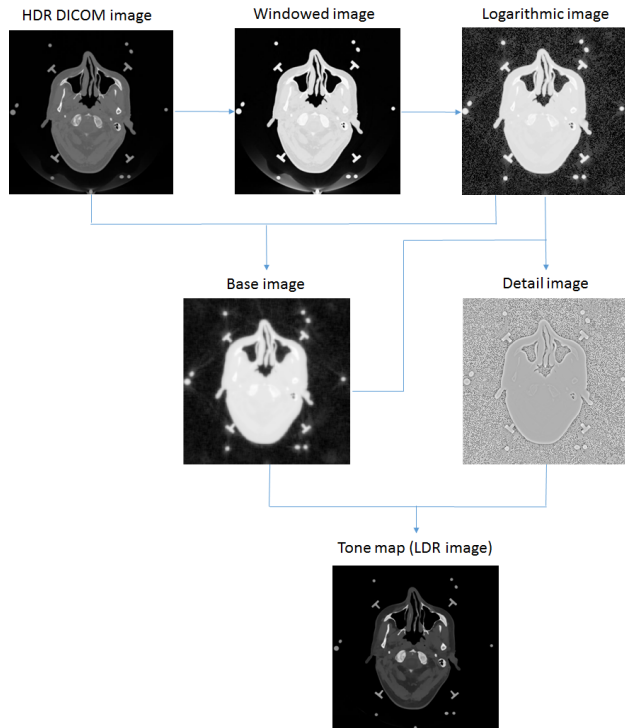 HDR DICOM image
Windowed image
Logarithmic image
Base image
Detail image
Tone map (LDR image)